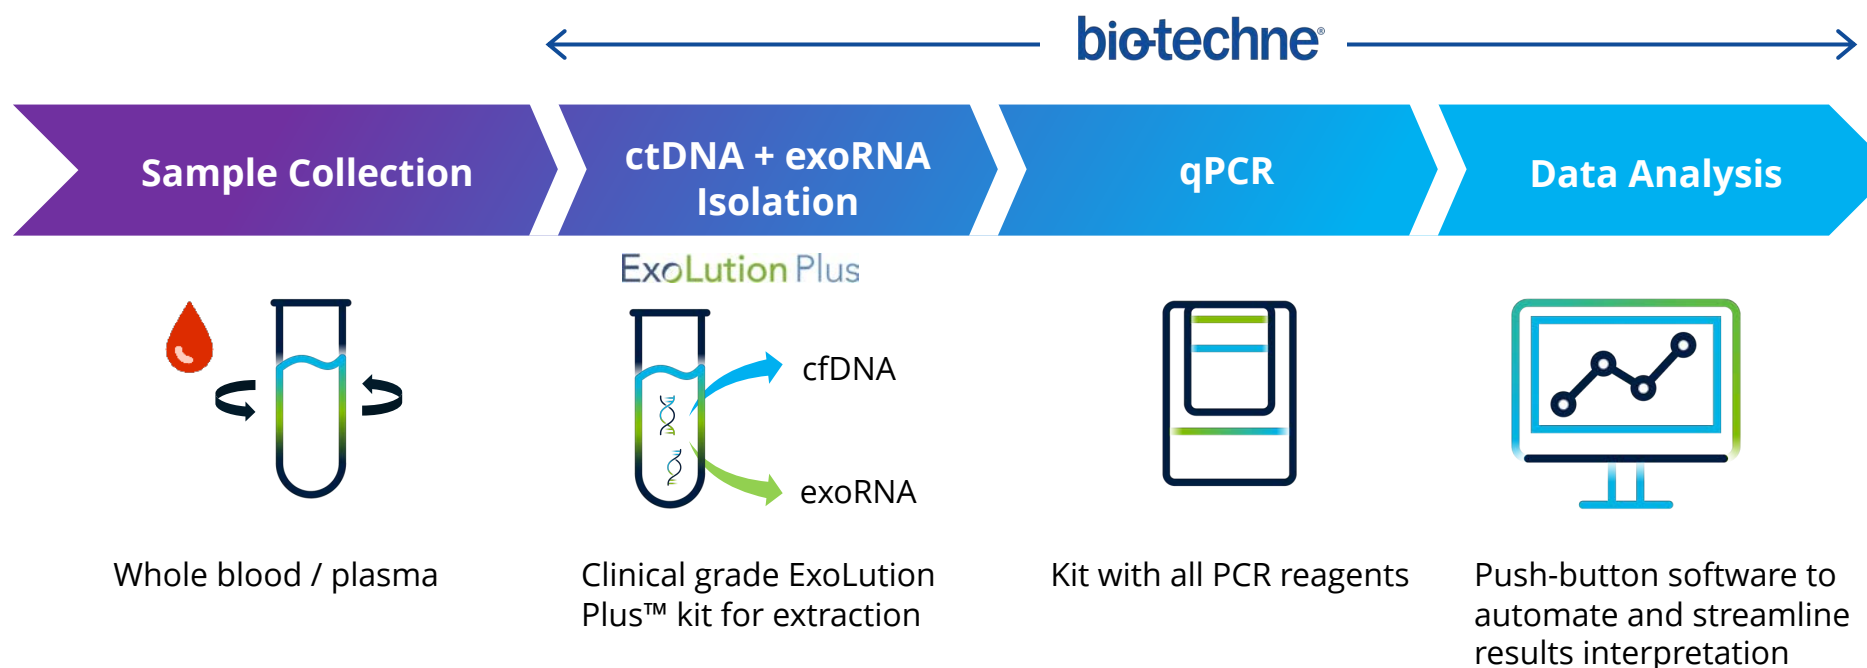 bio-techne®
Sample Collection
ctDNA + exoRNA
Isolation
qPCR
Data Analysis
ExoLution Plus
cfDNA
exoRNA
Whole blood / plasma
Clinical grade ExoLution
Plus™ kit for extraction
Kit with all PCR reagents
Push-button software to
automate and streamline
results interpretation